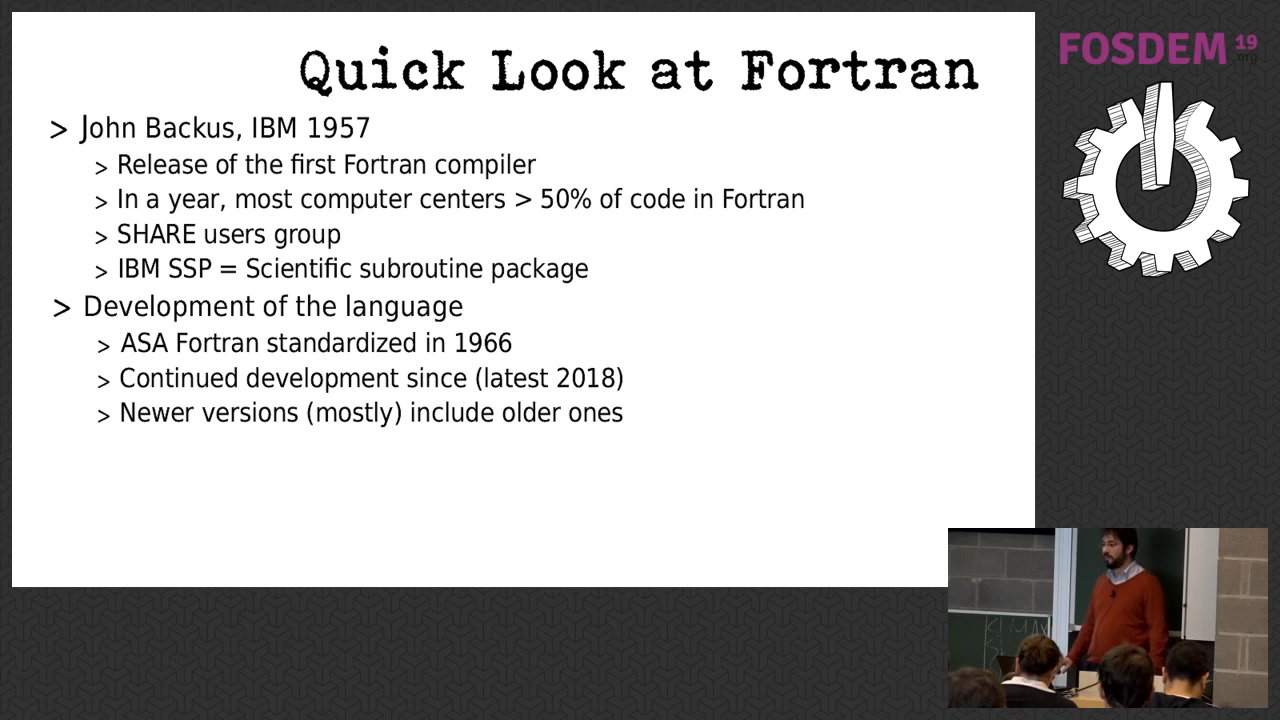 Quick Look at Fortran
> John Backus, IBM 1957
> Release of the first Fortran compiler
> In a year, most computer centers > 50% of code in Fortran
> SHARE users group
> IBM SSP = Scientific subroutine package
> Development of the language
> ASA Fortran standardized in 1966
> Continued development since (latest 2018)
> Newer versions (mostly) include older ones
FOSDEM 19
.org